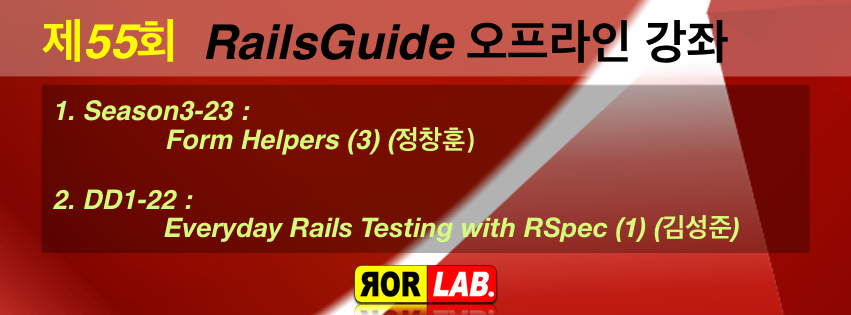 제55회 RailsGuide 오프라인 강좌
1. Season3-23 :
Form Helpers (3) (정창훈)
2. DD1-22 :
Everyday Rails Testing with RSpec (1) (김성준)
ЯOR LAB.